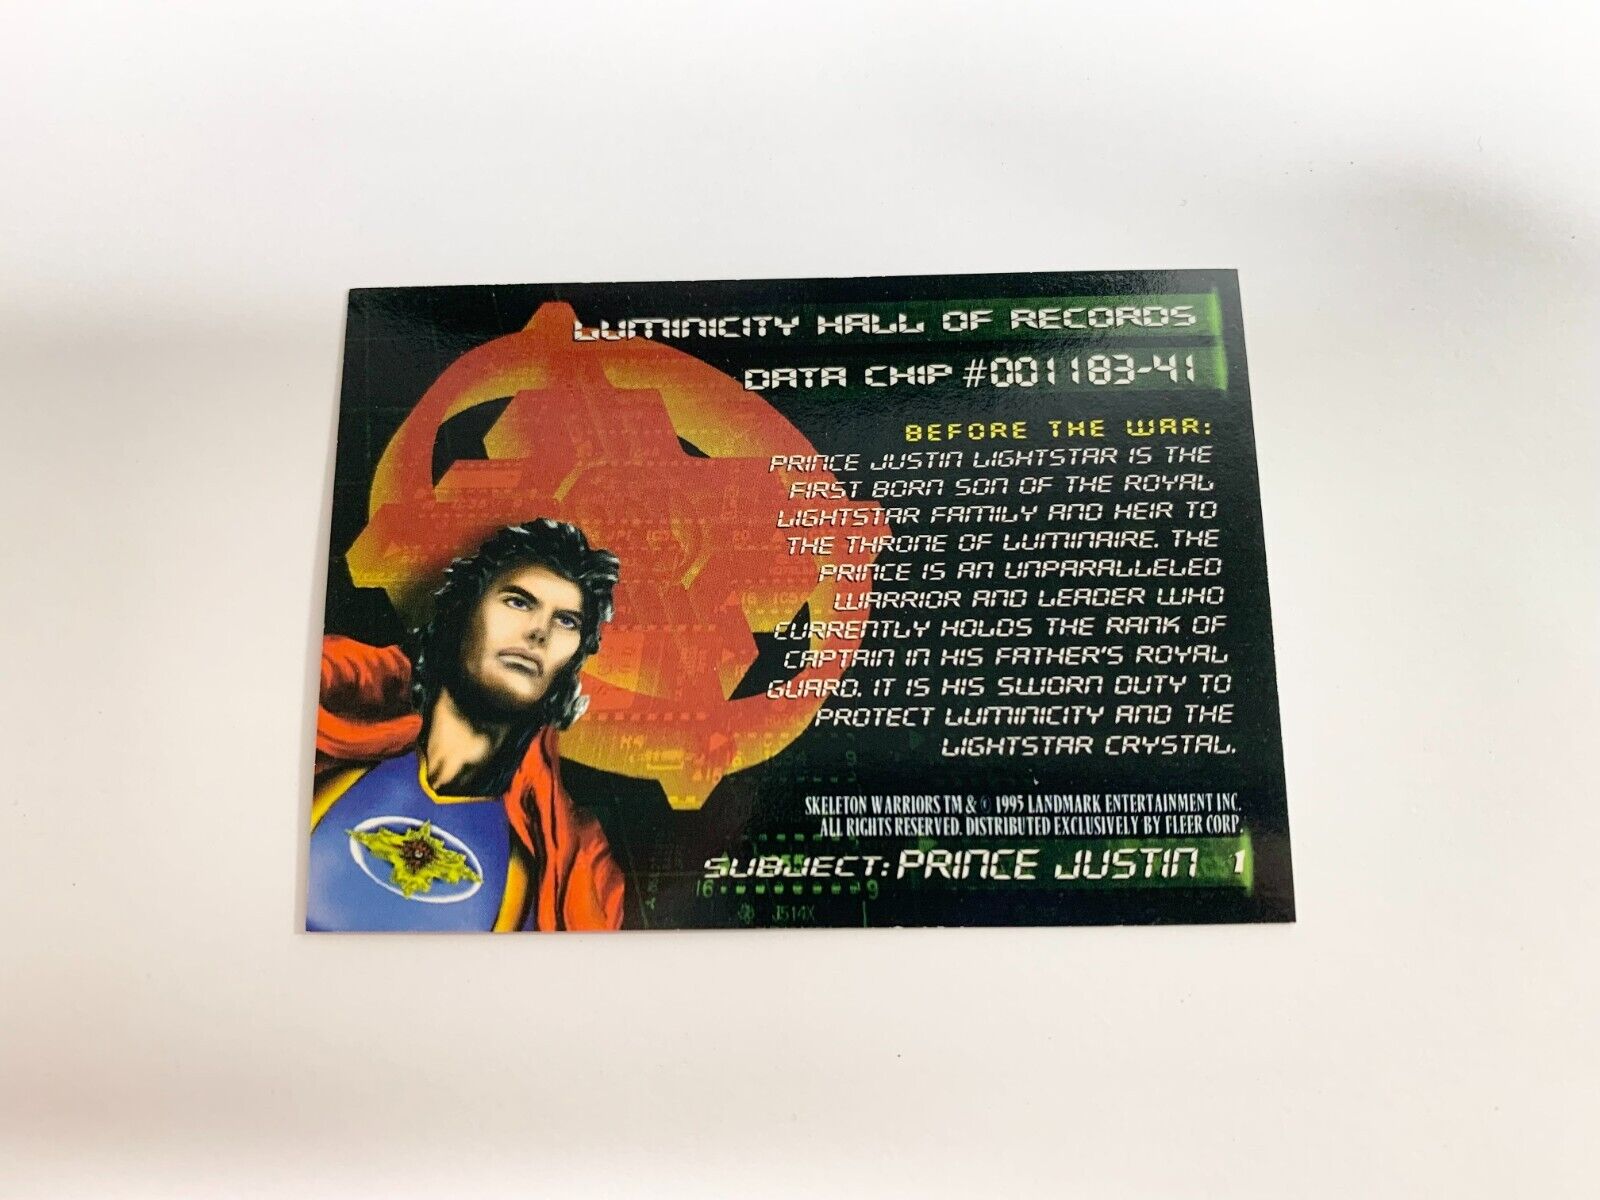 LUMINICITY HALL OF RECORDS
DATA CHIP #001183-41
BEFORE THE WAR:
PRINCE JUSTIN LIGHTSTAR IS THE
FIRST BORN SON OF THE ROYAL
LIGHTSTAR FAMILY AND HEIR TO
THE THRONE OF LUMINAIRE. THE
PRINCE IS AN UNPARALLELED
WARRIOR AND LEADER WHO
CURRENTLY HOLDS THE RANK OF
CAPTAIN IN HIS FATHER'S ROYAL
GUARD. IT IS HIS SWORN DUTY TO
PROTECT LUMINICITY AND THE
LIGHTSTAR CRYSTAL.
SKELETON WARRIORS TM & © 1995 LANDMARK ENTERTAINMENT INC.
ALL RIGHTS RESERVED. DISTRIBUTED EXCLUSIVELY BY FLEER CORP.
SUBJECT: PRINCE JUSTIN 1
16 9
J514X